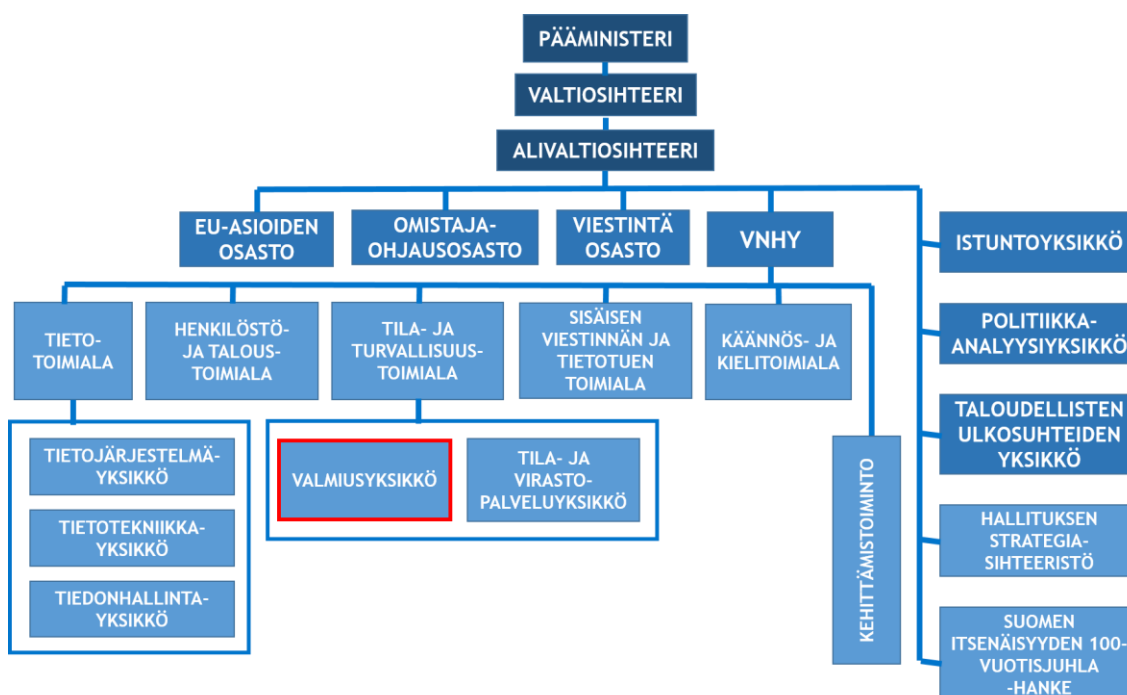 PÄÄMINISTERI
VALTIOSIHTEERI
ALIVALTIOSIHTEERI
EU-ASIOIDEN
OSASTO
OMISTAJA-
OHJAUSOSASTO
VIESTINTÄ
OSASTO
VNHY
ISTUNTOYKSIKKÖ
POLITIIKKA-
ANALYYSIYKSIKKÖ
TALOUDELLISTEN
ULKOSUHTEIDEN
YKSIKKÖ
HALLITUKSEN
STRATEGIA-
SIHTEERISTÖ
SUOMEN
ITSENÄISYYDEN 100-
VUOTISJUHLA
-HANKE
TIETO-
TOIMIALA
HENKILÖSTÖ-
JA TALOUS-
TOIMIALA
TILA- JA
TURVALLISUUS-
TOIMIALA
SISÄISEN
VIESTINNÄN JA
TIETOTUEN
TOIMIALA
KÄÄNNÖS- JA
KIELITOIMIALA
KEHITTÄMISTOIMINTO
TIETOJÄRJESTELMÄ-
YKSIKKÖ
TIETOTEKNIIKKA-
YKSIKKÖ
TIEDONHALLINTA-
YKSIKKÖ
VALMIUSYKSIKKÖ
TILA- JA
VIRASTO-
PALVELUYKSIKKÖ